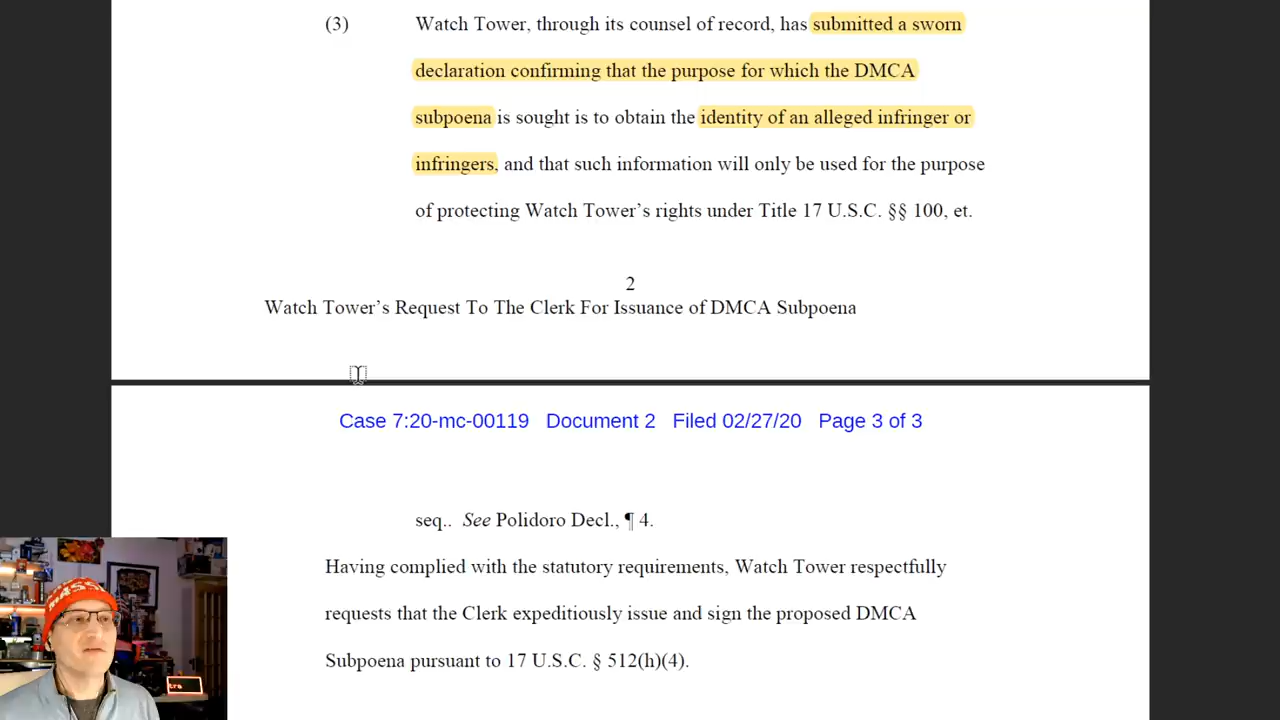 (3) Watch Tower, through its counsel of record, has submitted a sworn
declaration confirming that the purpose for which the DMCA
subpoena is sought is to obtain the identity of an alleged infringer or
infringers, and that such information will only be used for the purpose
of protecting Watch Tower’s rights under Title 17 U.S.C. §§ 100, et.
2
Watch Tower’s Request To The Clerk For Issuance of DMCA Subpoena
Case 7:20-mc-00119 Document 2 Filed 02/27/20 Page 3 of 3
seq.. See Polidoro Decl., ¶ 4.
Having complied with the statutory requirements, Watch Tower respectfully
requests that the Clerk expeditiously issue and sign the proposed DMCA
Subpoena pursuant to 17 U.S.C. § 512(h)(4).